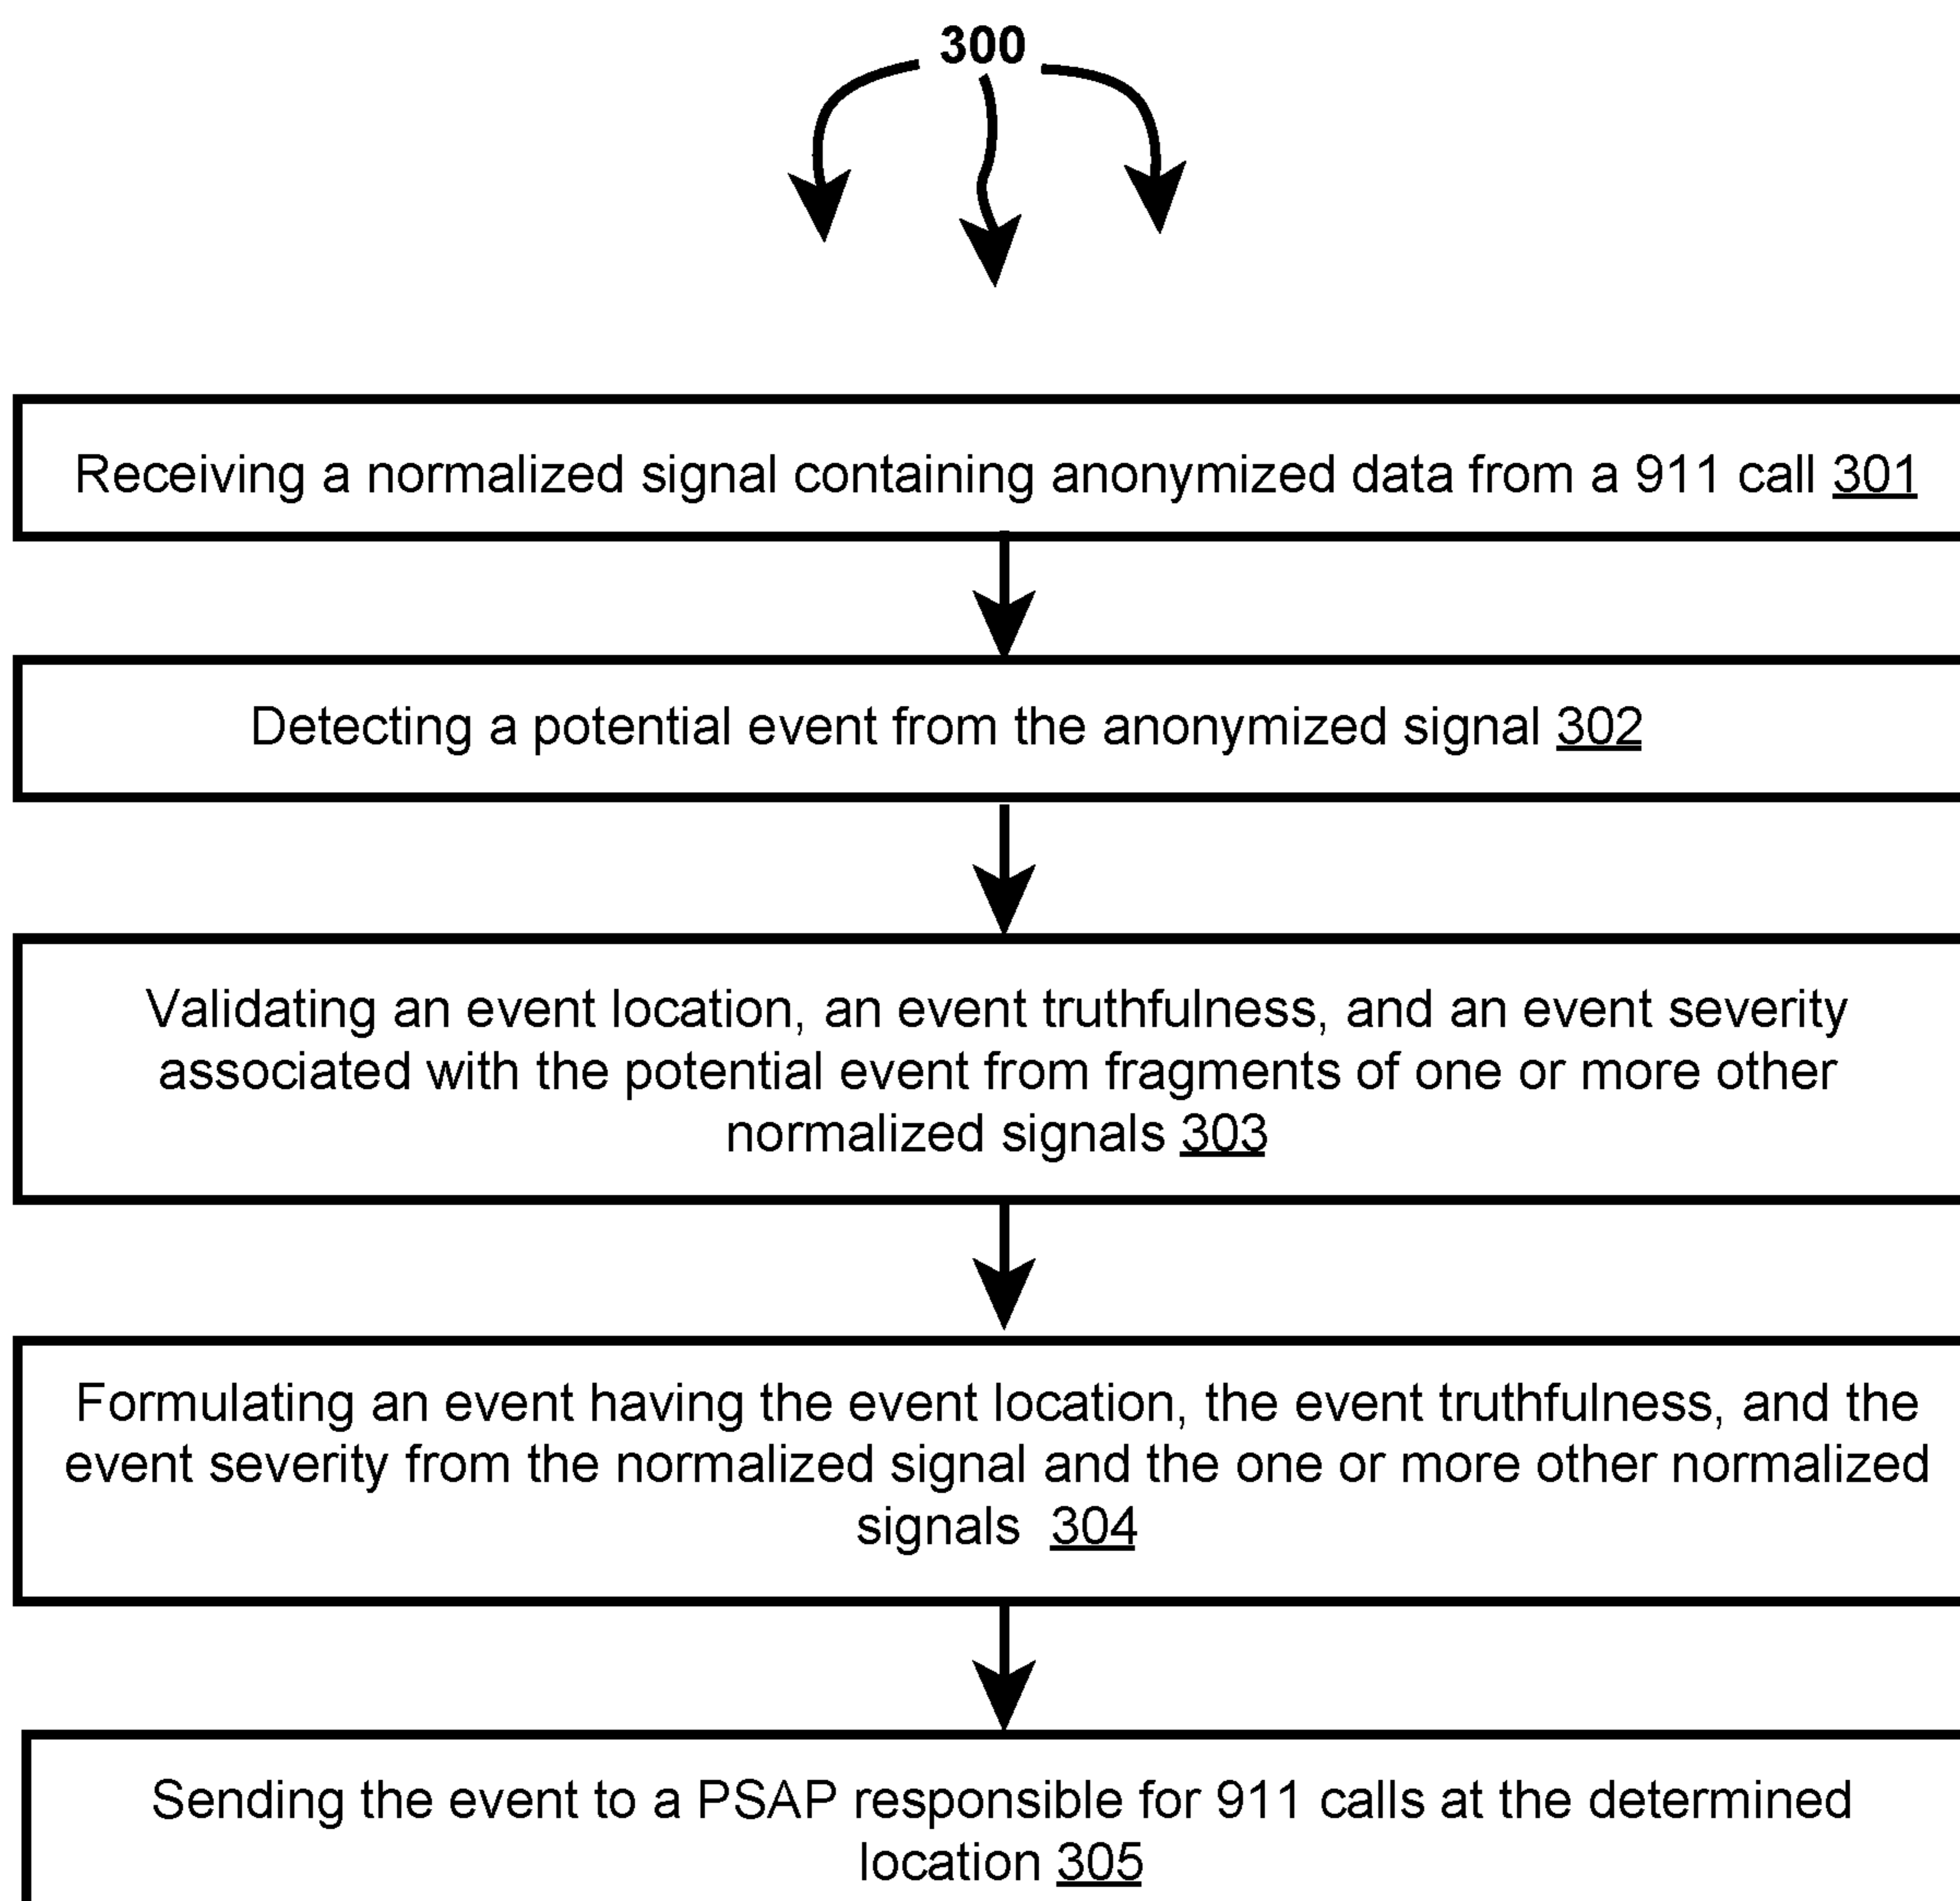 300
Receiving a normalized signal containing anonymized data from a 911 call 301
Detecting a potential event from the anonymized signal 302
Validating an event location, an event truthfulness, and an event severity
associated with the potential event from fragments of one or more other
normalized signals 303
Formulating an event having the event location, the event truthfulness, and the
event severity from the normalized signal and the one or more other normalized
signals 304
Sending the event to a PSAP responsible for 911 calls at the determined
location 305